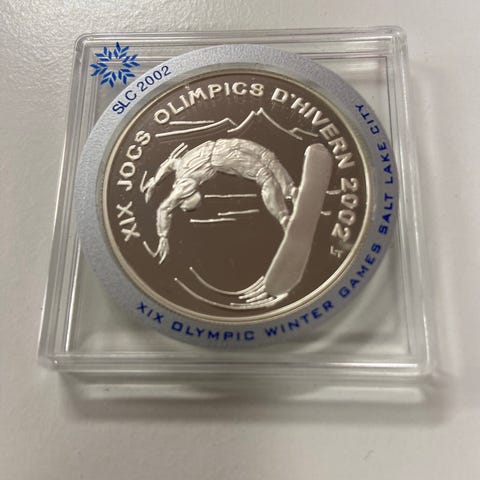 SLC 2002
XIX JOCS OLIMPICS D'HIVERN 2002
XIX OLYMPIC WINTER GAMES SALT LAKE CITY